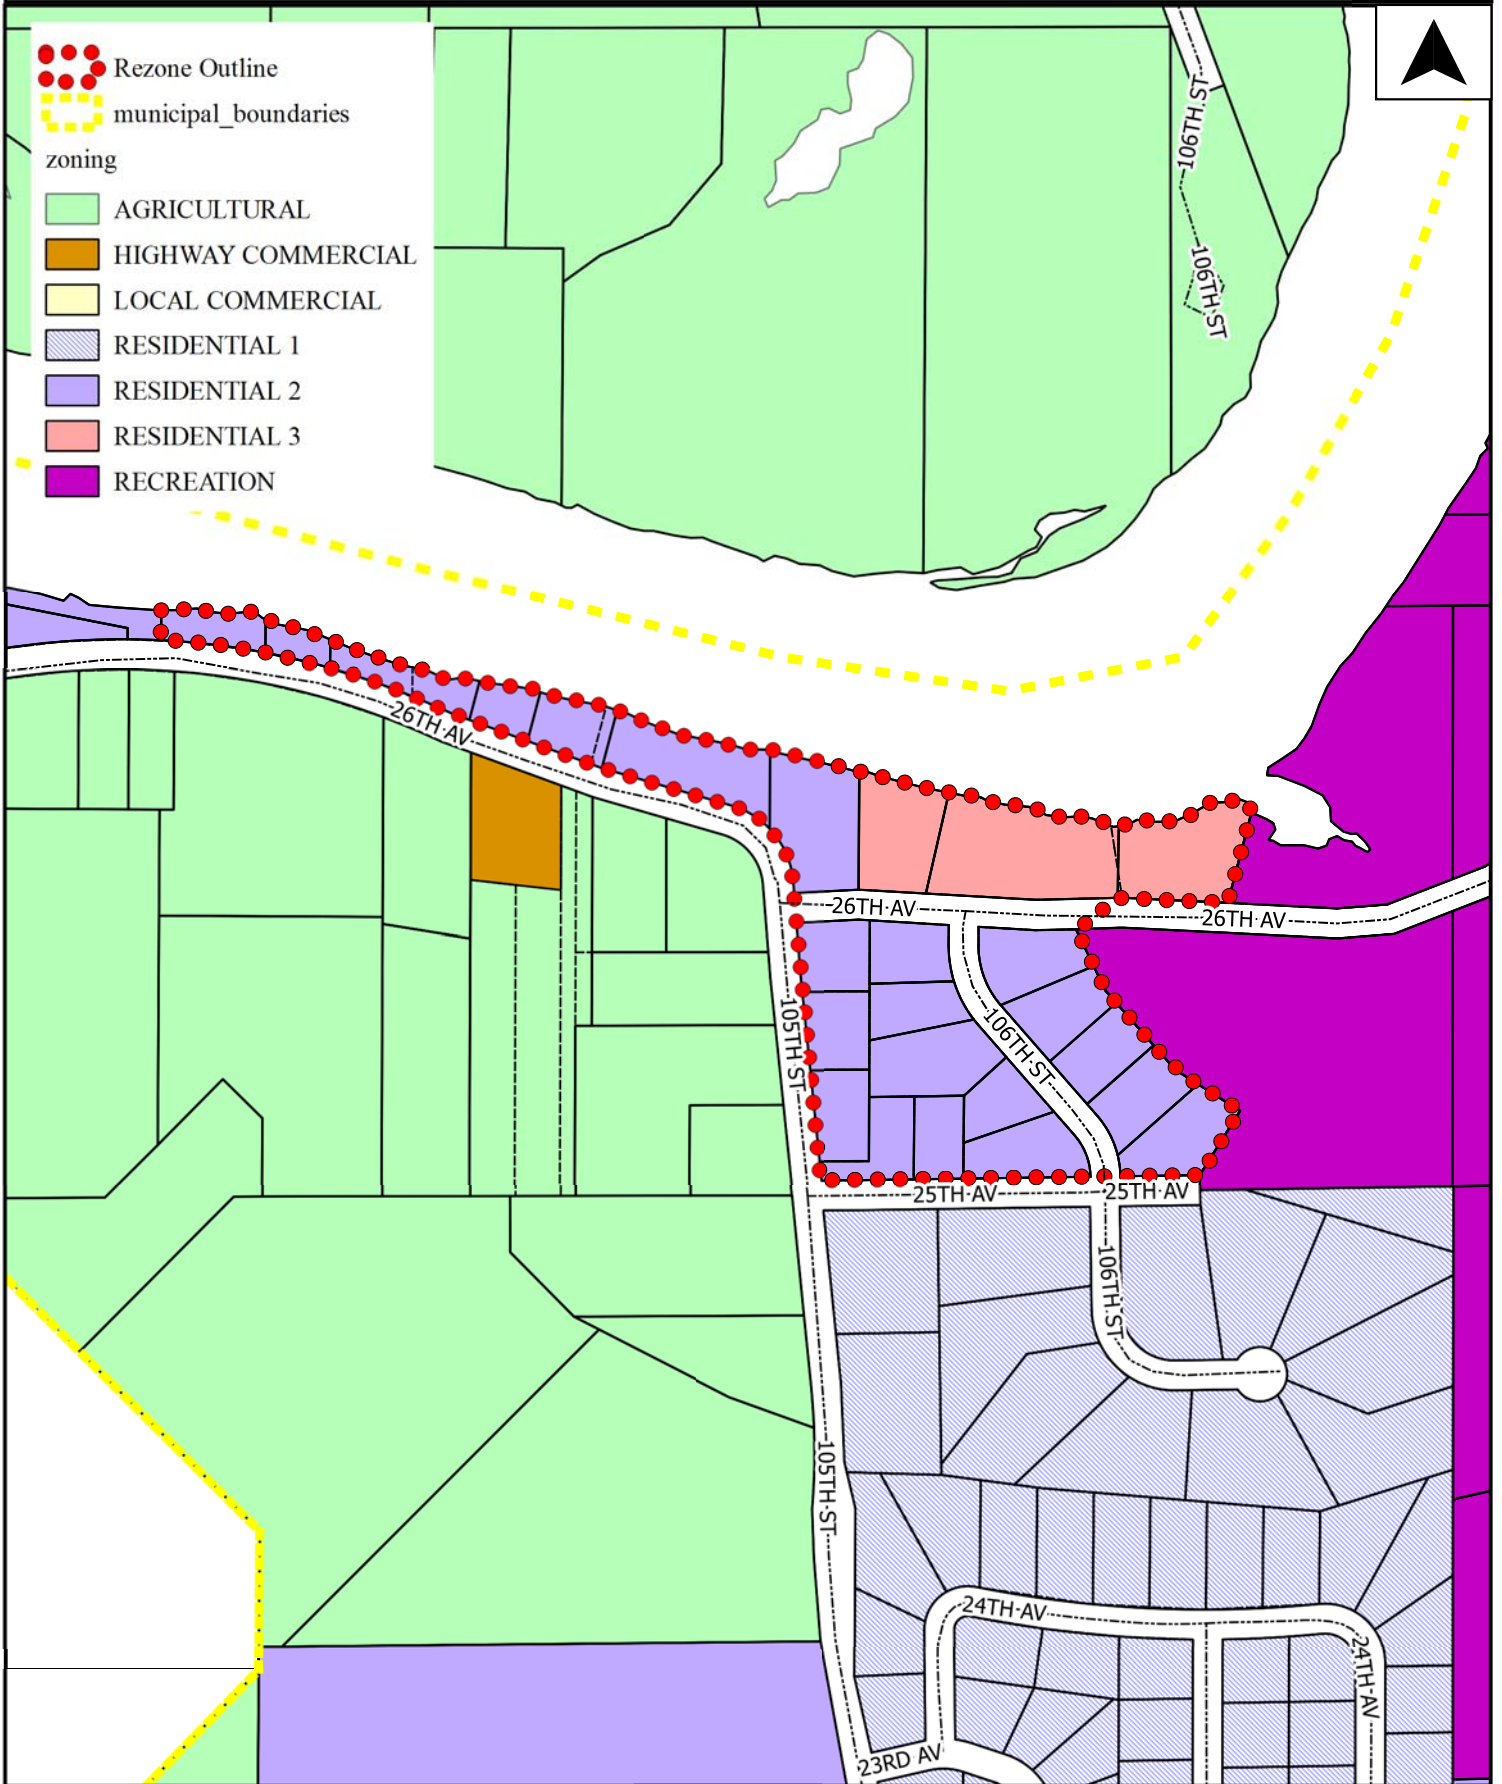 Rezone Outline
municipal_boundaries
zoning
AGRICULTURAL
HIGHWAY COMMERCIAL
LOCAL COMMERCIAL
RESIDENTIAL 1
RESIDENTIAL 2
RESIDENTIAL 3
RECREATION
106TH ST
106TH ST
26TH AV
26TH AV
26TH AV
105TH ST
106TH ST
25TH AV
25TH AV
106TH ST
105TH ST
24TH AV
24TH AV
23RD AV